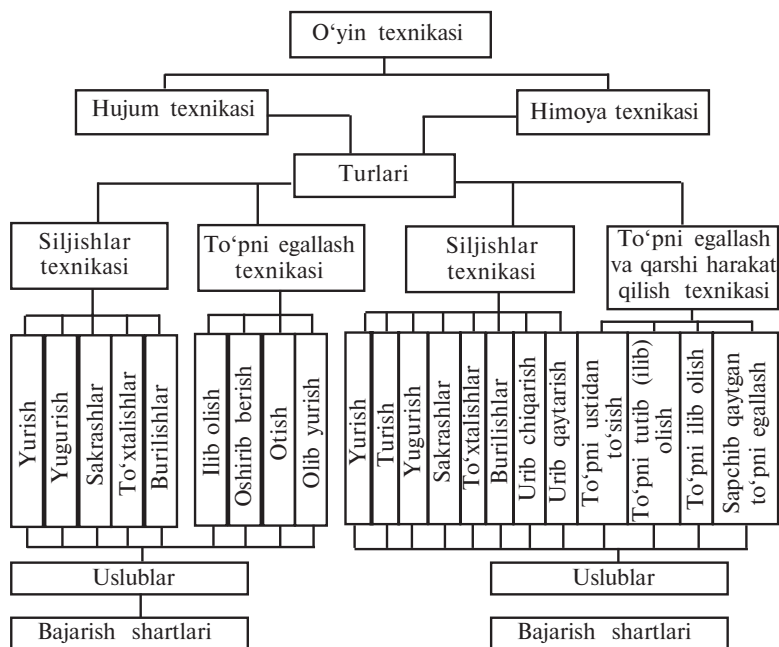 O‘yin texnikasi
Hujum texnikasi
Himoya texnikasi
Turlari
Siljishlar
texnikasi
To‘pni egallash
texnikasi
Siljishlar
texnikasi
To‘pni egallash
va qarshi harakat
qilish texnikasi
Yurish
Yugurish
Sakrashlar
To‘xtalishlar
Burilishlar
Ilib olish
Oshirib berish
Otish
Olib yurish
Yurish
Turish
Yugurish
Sakrashlar
To‘xtalishlar
Burilishlar
Urib chiqarish
Urib qaytarish
To‘pni ustidan
to‘sish
To‘pni tutib (ilib)
olish
To‘pni ilib olish
Sapchib qaytgan
to‘pni egallash
Uslublar
Uslublar
Bajarish shartlari
Bajarish shartlari